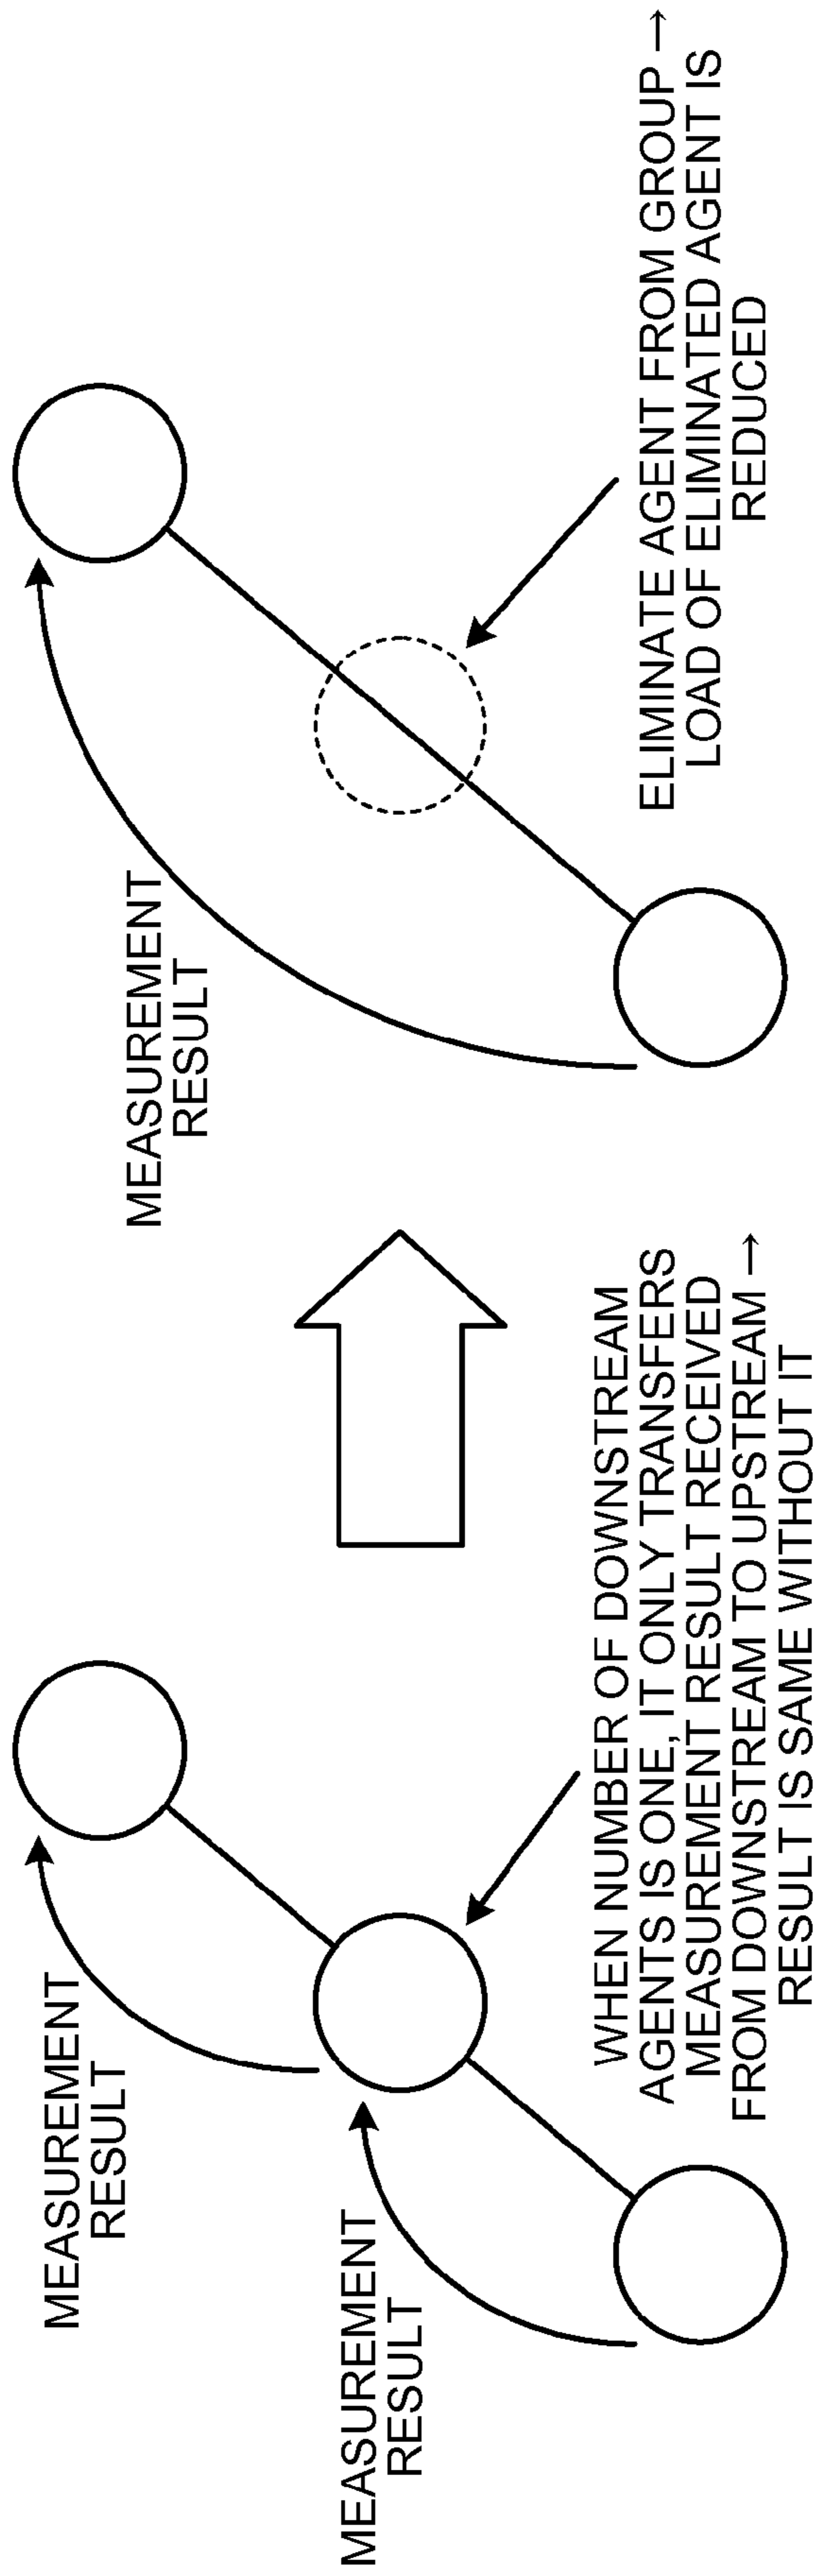 MEASUREMENT
RESULT
MEASUREMENT
RESULT
WHEN NUMBER OF DOWNSTREAM
AGENTS IS ONE, IT ONLY TRANSFERS
MEASUREMENT RESULT RECEIVED
FROM DOWNSTREAM TO UPSTREAM →
RESULT IS SAME WITHOUT IT
MEASUREMENT
RESULT
ELIMINATE AGENT FROM GROUP →
LOAD OF ELIMINATED AGENT IS
REDUCED